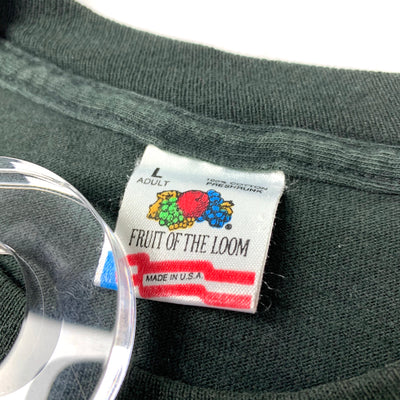 L
ADULT
100% COTTON
PRESHRUNK
®
FRUIT OF THE LOOM
MADE IN U.S.A.